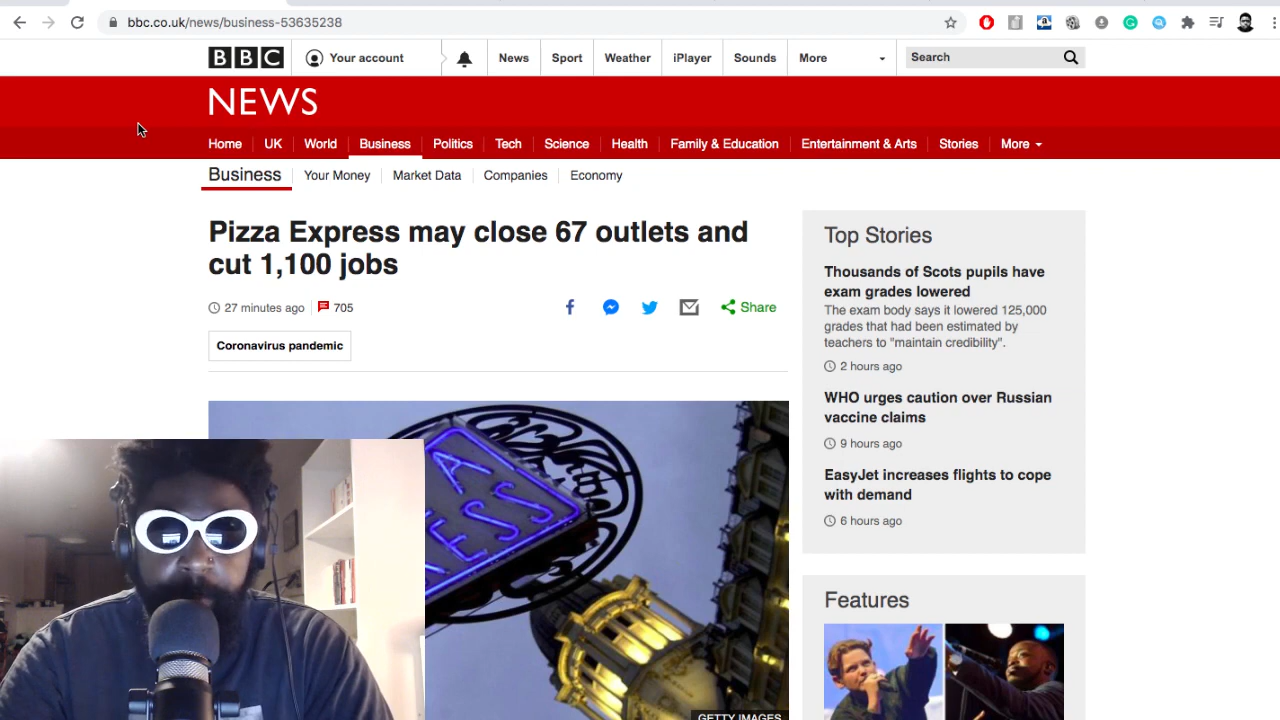 bbc.co.uk/news/business-53635238
BBC
Your account
News
Sport
Weather
iPlayer
Sounds
More
Search
NEWS
Home
UK
World
Business
Politics
Tech
Science
Health
Family & Education
Entertainment & Arts
Stories
More
Business
Your Money
Market Data
Companies
Economy
Pizza Express may close 67 outlets and
cut 1,100 jobs
27 minutes ago
705
Share
Coronavirus pandemic
GETTY IMAGES
Top Stories
Thousands of Scots pupils have
exam grades lowered
The exam body says it lowered 125,000
grades that had been estimated by
teachers to "maintain credibility".
2 hours ago
WHO urges caution over Russian
vaccine claims
9 hours ago
EasyJet increases flights to cope
with demand
6 hours ago
Features